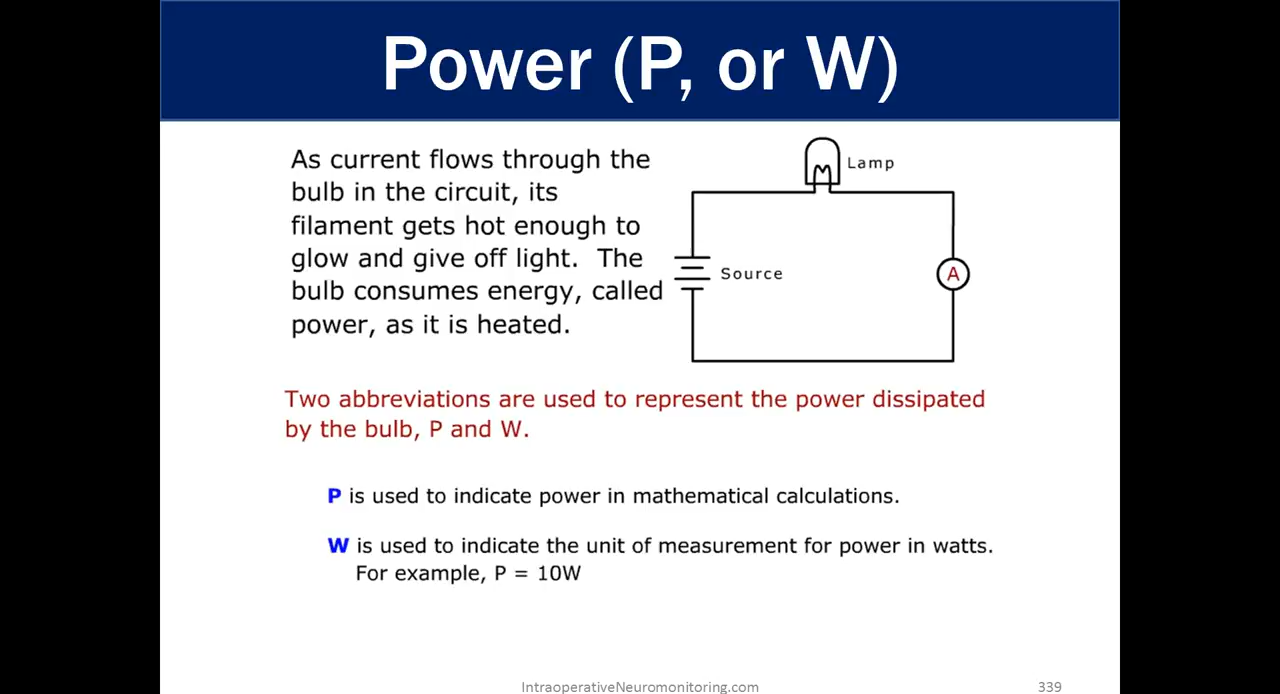 Power (P, or W)
As current flows through the
bulb in the circuit, its
filament gets hot enough to
glow and give off light.  The
bulb consumes energy, called
power, as it is heated.
Lamp
Source
A
Two abbreviations are used to represent the power dissipated
by the bulb, P and W.
P is used to indicate power in mathematical calculations.
W is used to indicate the unit of measurement for power in watts.
For example, P = 10W
IntraoperativeNeuromonitoring.com
339